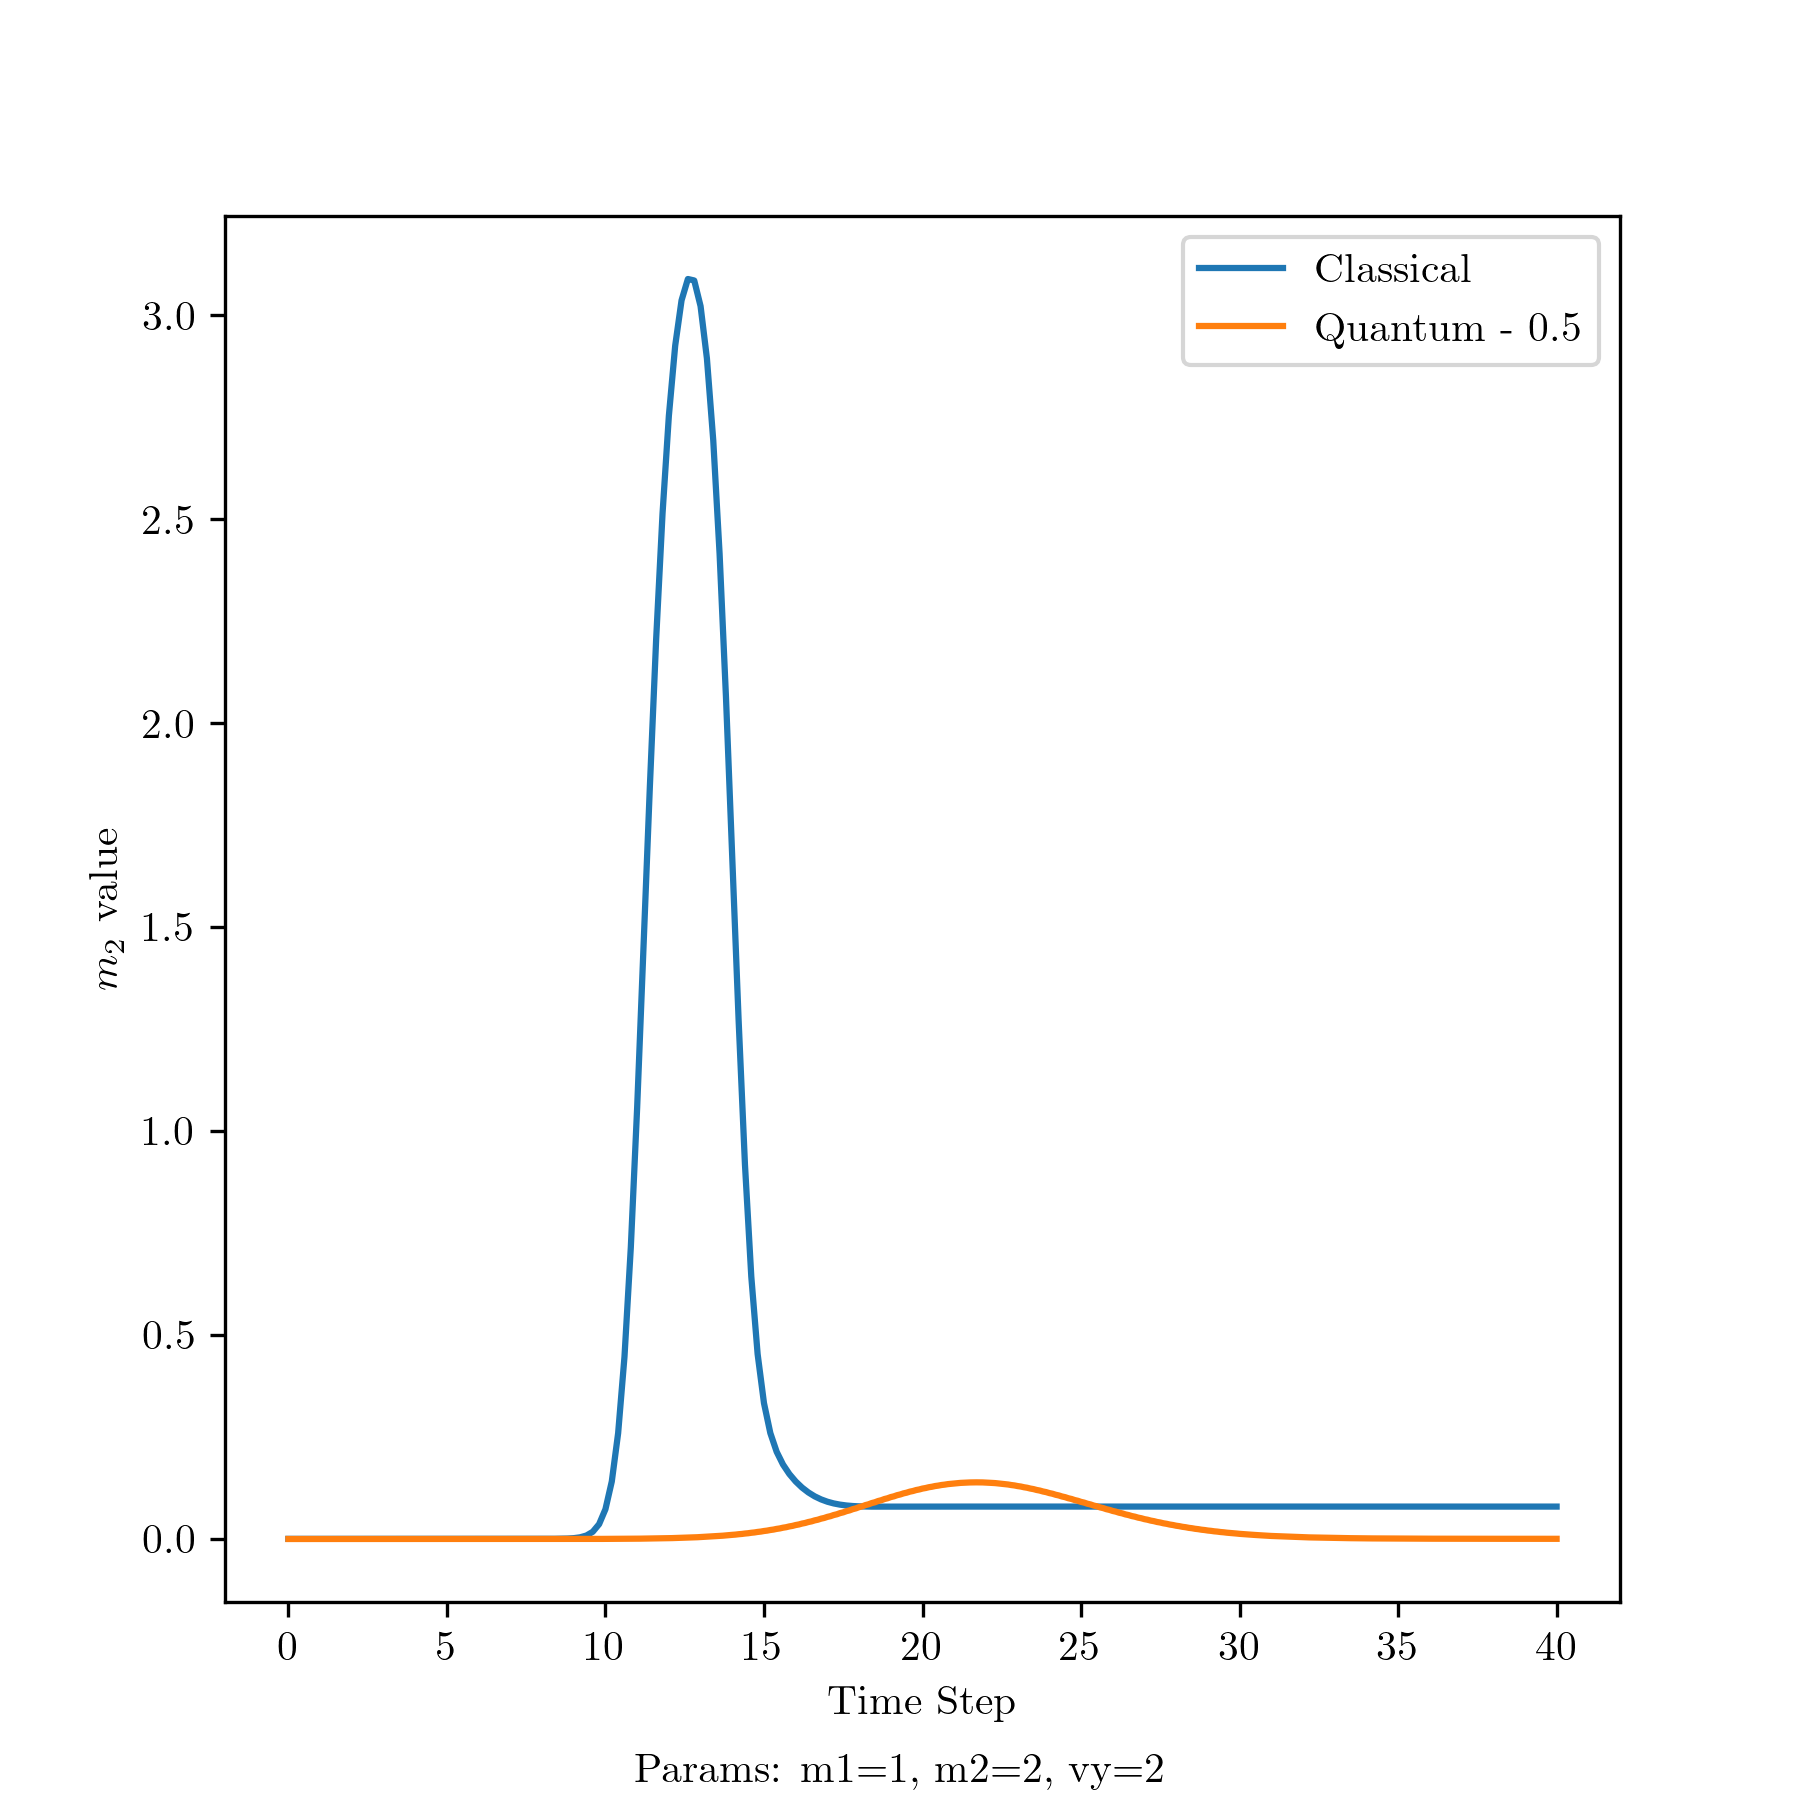 Classical
Quantum - 0.5
3.0
2.5
2.0
1.5
1.0
0.5
0.0
m₂ value
0 5 10 15 20 25 30 35 40
Time Step
Params: m1=1, m2=2, vy=2